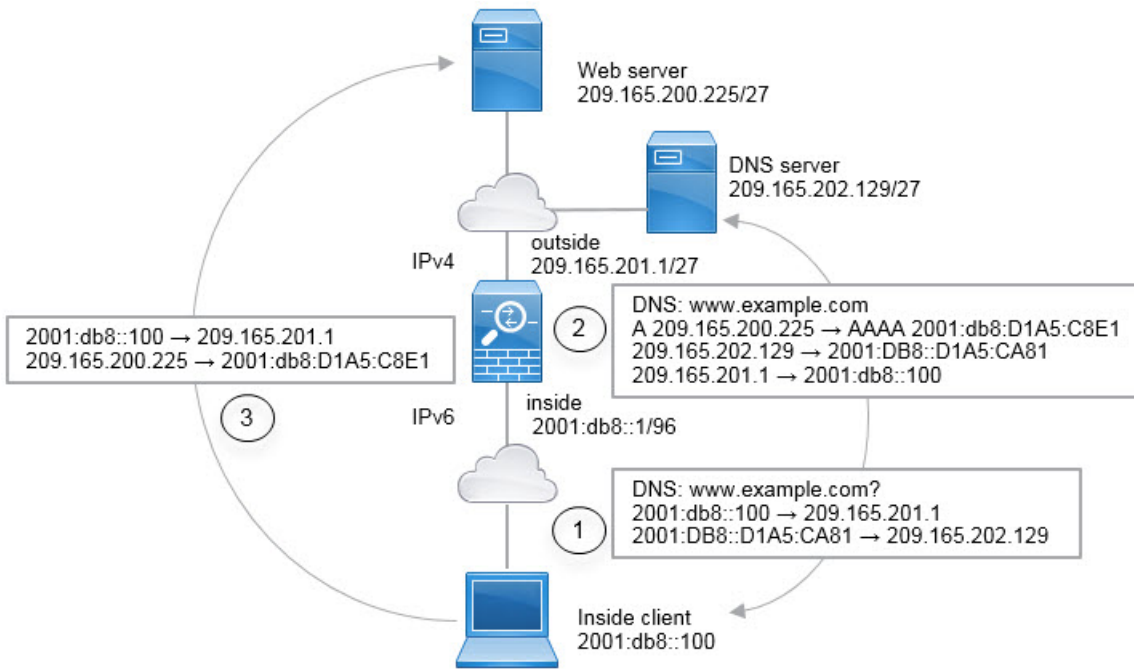 Web server
209.165.200.225/27
DNS server
209.165.202.129/27
outside
209.165.201.1/27
IPv4
2
DNS: www.example.com
A 209.165.200.225 → AAAA 2001:db8:D1A5:C8E1
209.165.202.129 → 2001:DB8::D1A5:CA81
209.165.201.1 → 2001:db8::100
2001:db8::100 → 209.165.201.1
209.165.200.225 → 2001:db8:D1A5:C8E1
3
IPv6
inside
2001:db8::1/96
1
DNS: www.example.com?
2001:db8::100 → 209.165.201.1
2001:DB8::D1A5:CA81 → 209.165.202.129
Inside client
2001:db8::100